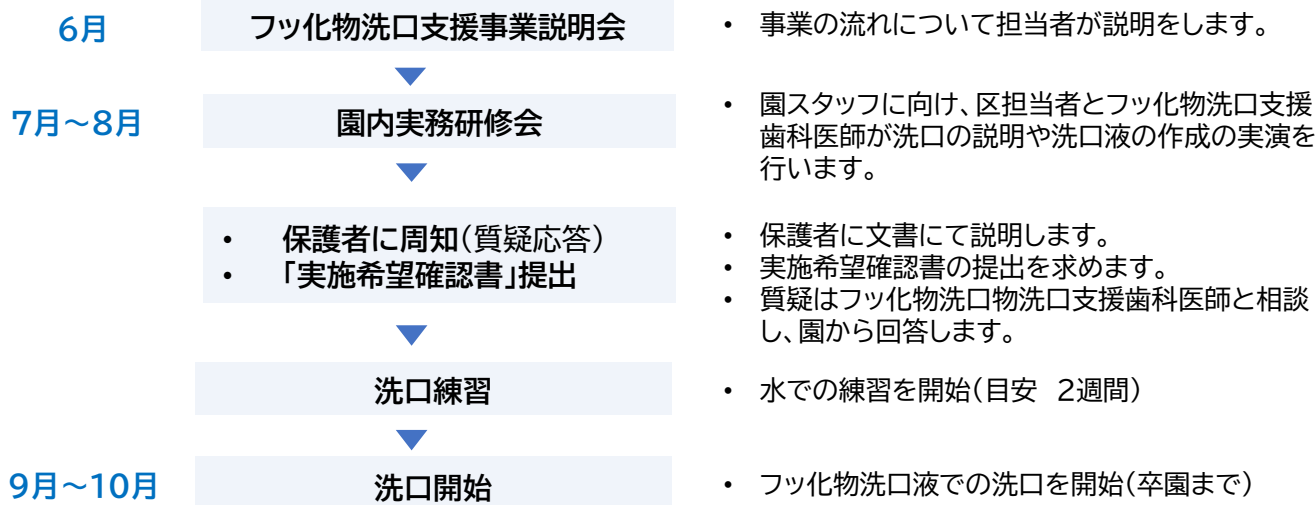 6月
フッ化物洗口支援事業説明会
• 事業の流れについて担当者が説明をします。
7月～8月
園内実務研修会
• 園スタッフに向け、区担当者とフッ化物洗口支援
歯科医師が洗口の説明や洗口液の作成の実演を
行います。
• 保護者に周知（質疑応答）
• 「実施希望確認書」提出
• 保護者に文書にて説明します。
• 実施希望確認書の提出を求めます。
• 質疑はフッ化物洗口物洗口支援歯科医師と相談
し、園から回答します。
洗口練習
• 水での練習を開始（目安　2週間）
9月～10月
洗口開始
• フッ化物洗口液での洗口を開始（卒園まで）